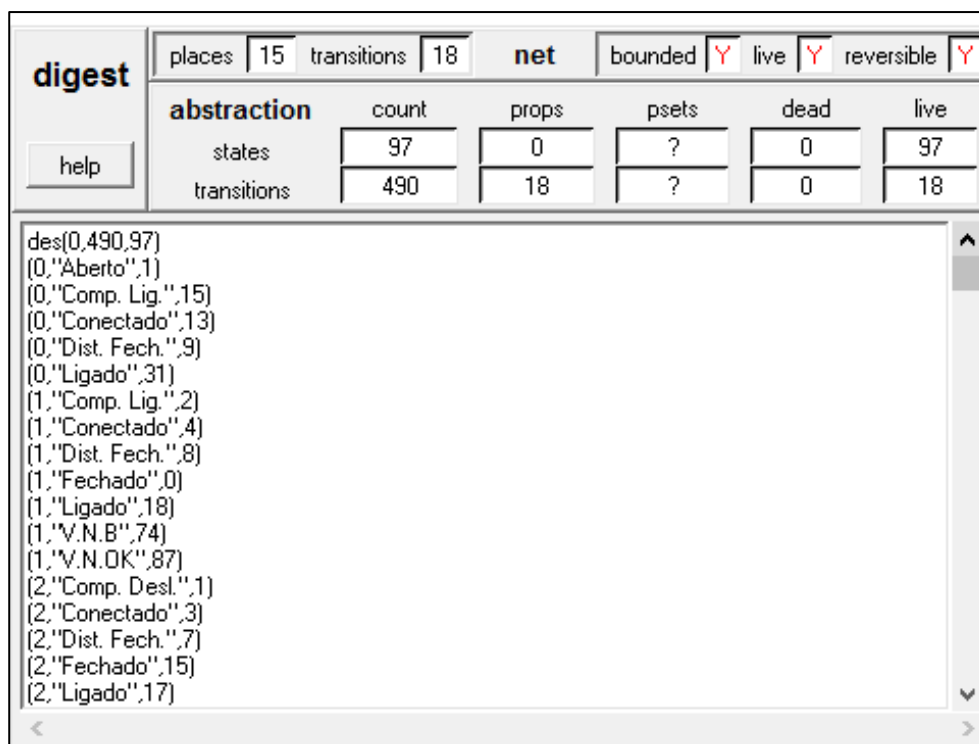 digest
places 15 transitions 18 net bounded Y live Y reversible Y
abstraction count props psets dead live
help
states 97 0 ? 0 97
transitions 490 18 ? 0 18
des(0,490,97)
(0,"Aberto",1)
(0,"Comp. Lig.",15)
(0,"Conectado",13)
(0,"Dist. Fech.",9)
(0,"Ligado",31)
(1,"Comp. Lig.",2)
(1,"Conectado",4)
(1,"Dist. Fech.",8)
(1,"Fechado",0)
(1,"Ligado",18)
(1,"V.N.B",74)
(1,"V.N.OK",87)
(2,"Comp. Desl.",1)
(2,"Conectado",3)
(2,"Dist. Fech.",7)
(2,"Fechado",15)
(2,"Ligado",17)